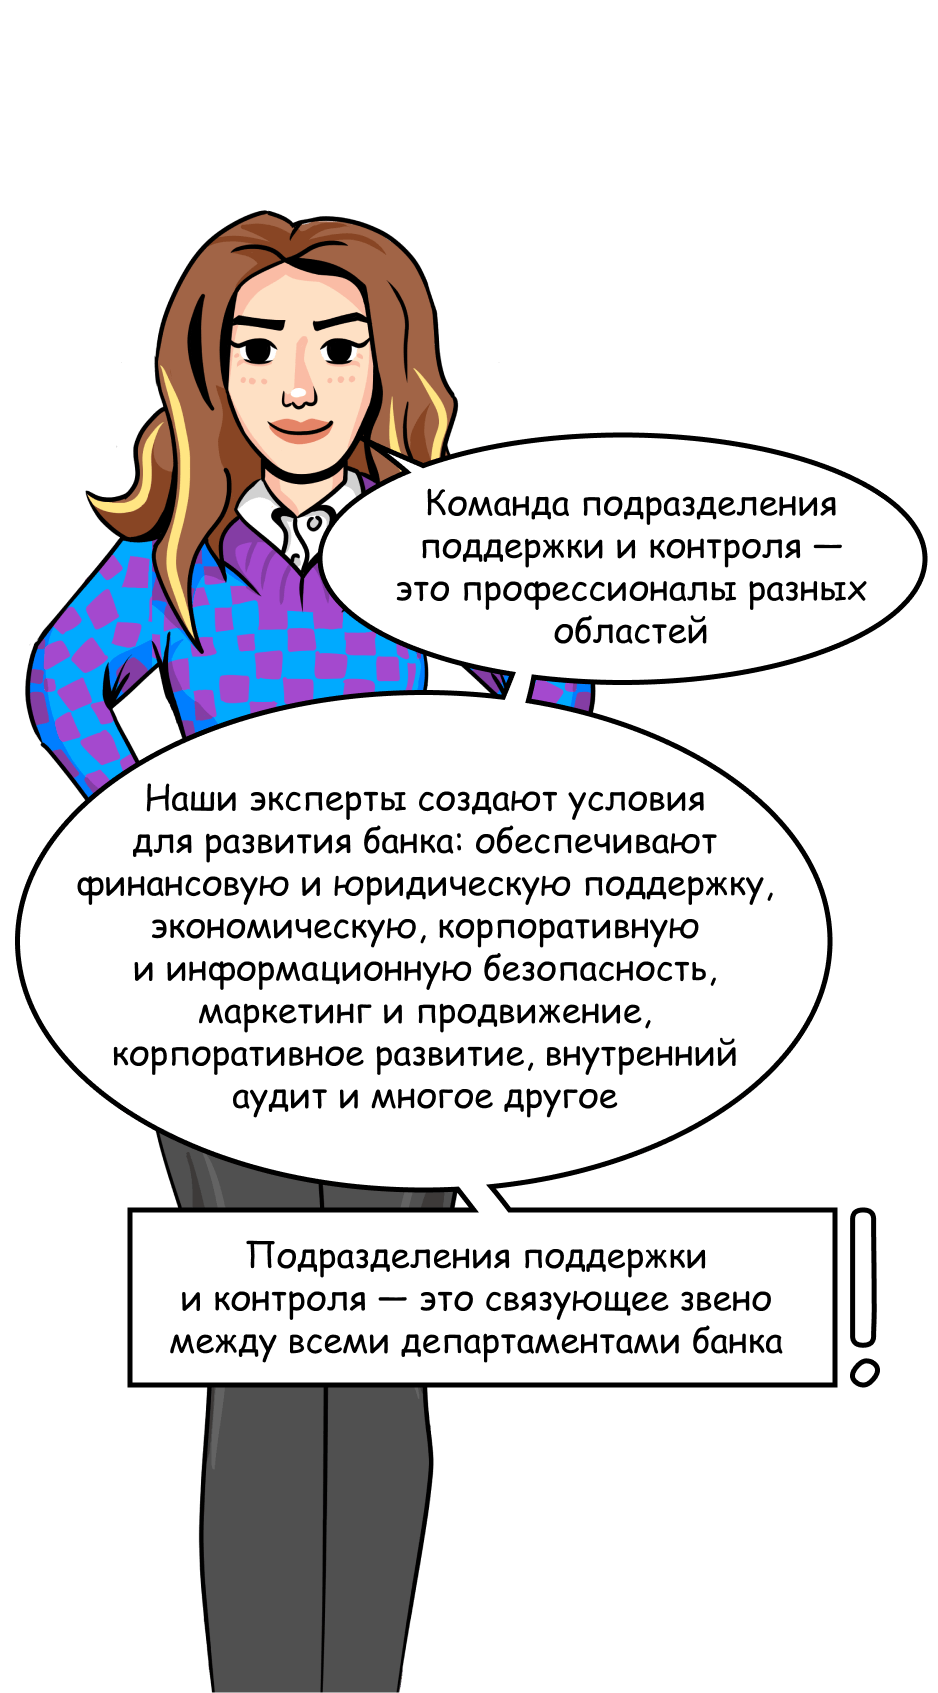 Команда подразделения
поддержки и контроля —
это профессионалы разных
областей
Наши эксперты создают условия
для развития банка: обеспечивают
финансовую и юридическую поддержку,
экономическую, корпоративную
и информационную безопасность,
маркетинг и продвижение,
корпоративное развитие, внутренний
аудит и многое другое
Подразделения поддержки
и контроля — это связующее звено
между всеми департаментами банка
!